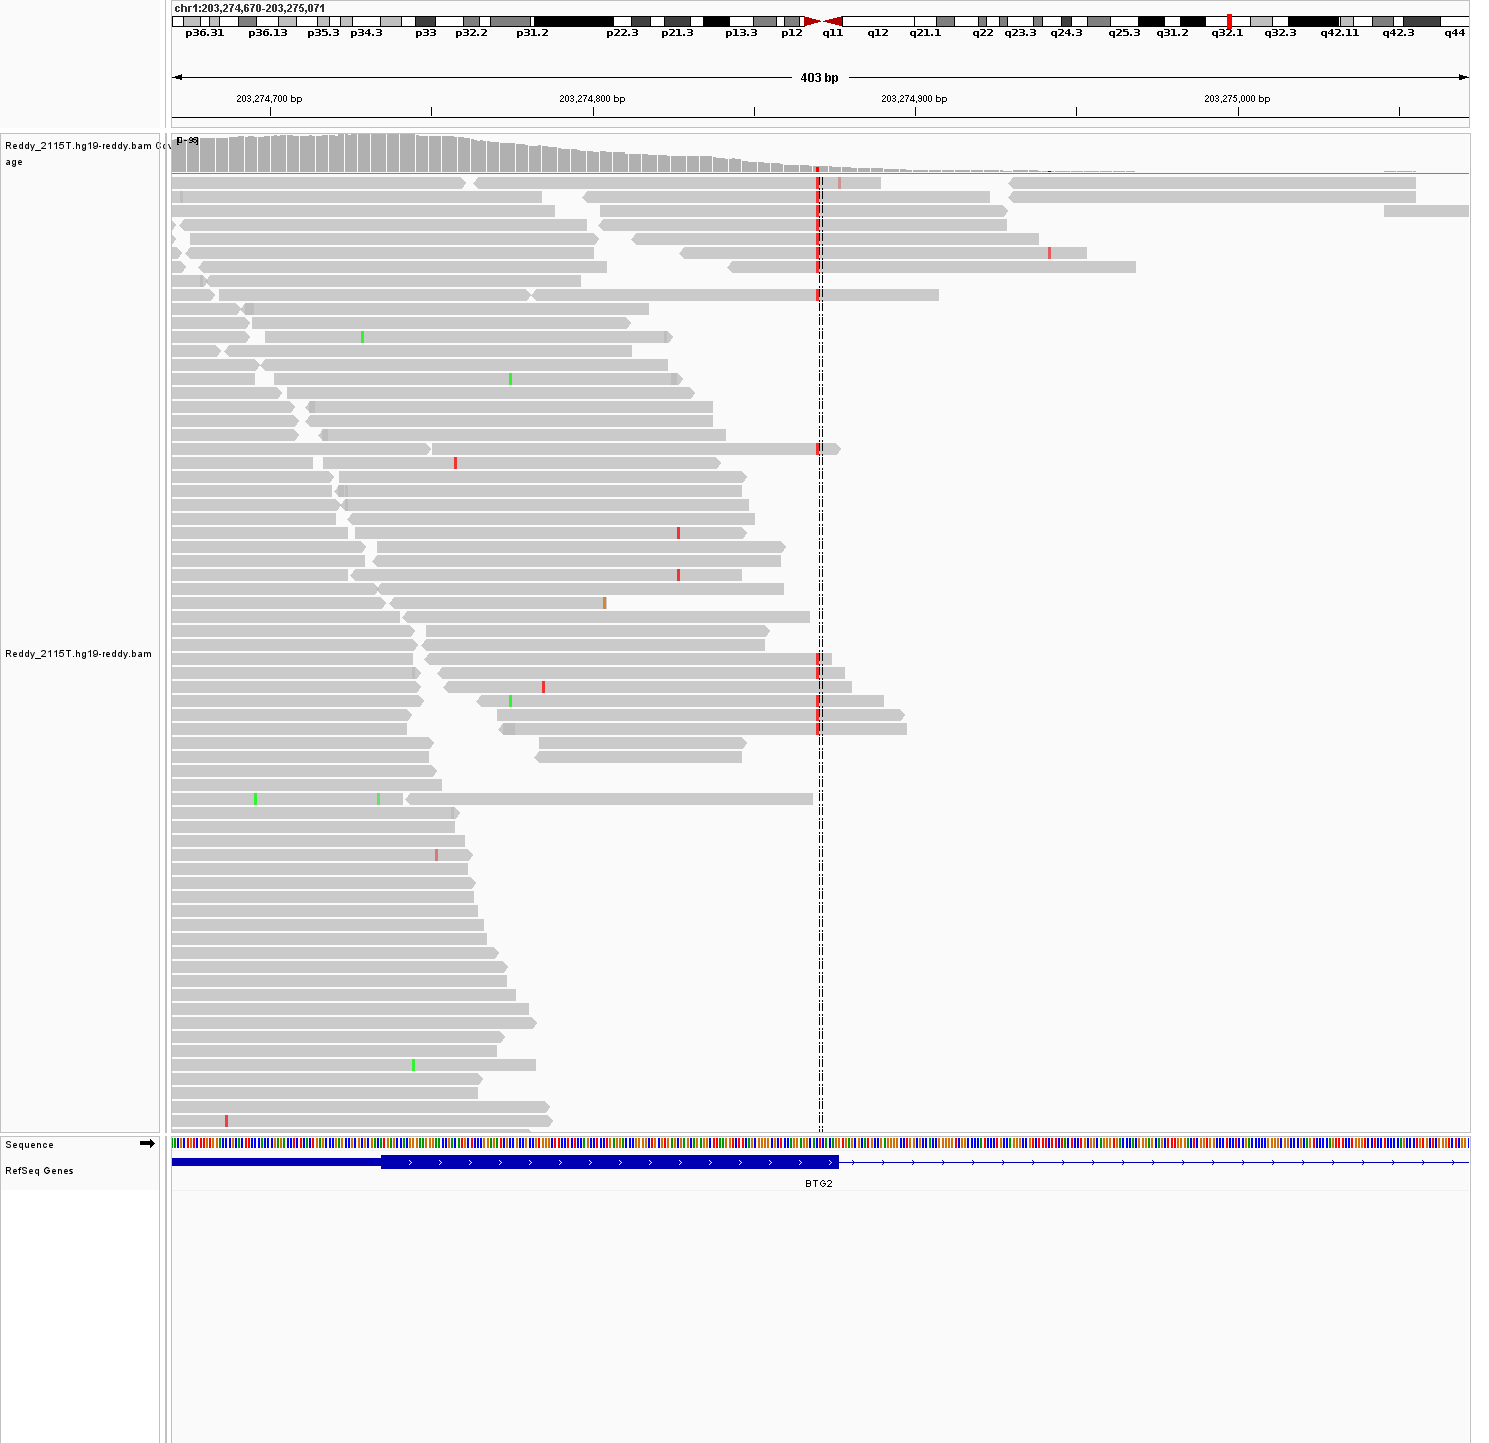 chr1:203,274,670-203,275,071
p36.31 p36.13 p35.3 p34.3 p33 p32.2 p31.2 p22.3 p21.3 p13.3 p12 q11 q12 q21.1 q22 q23.3 q24.3 q25.3 q31.2 q32.1 q32.3 q42.11 q42.3 q44
403 bp
203,274,700 bp 203,274,800 bp 203,274,900 bp 203,275,000 bp
Reddy_2115T.hg19-reddy.bam Cov
age
Reddy_2115T.hg19-reddy.bam
Sequence
RefSeq Genes
BTG2